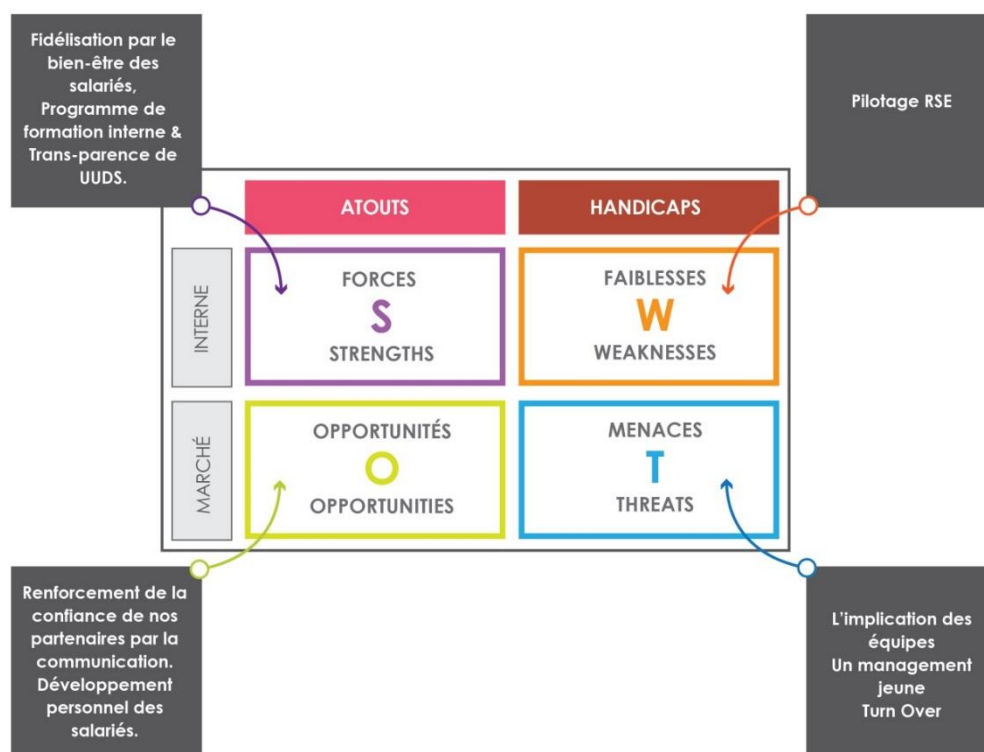 Fidélisation par le
bien-être des
salariés,
Programme de
formation interne &
Trans-parence de
UUDS.
Pilotage RSE
ATOUTS
HANDICAPS
INTERNE
FORCES
S
STRENGTHS
FAIBLESSES
W
WEAKNESSES
MARCHÉ
OPPORTUNITÉS
O
OPPORTUNITIES
MENACES
T
THREATS
Renforcement de la
confiance de nos
partenaires par la
communication.
Développement
personnel des
salariés.
L'implication des
équipes
Un management
jeune
Turn Over